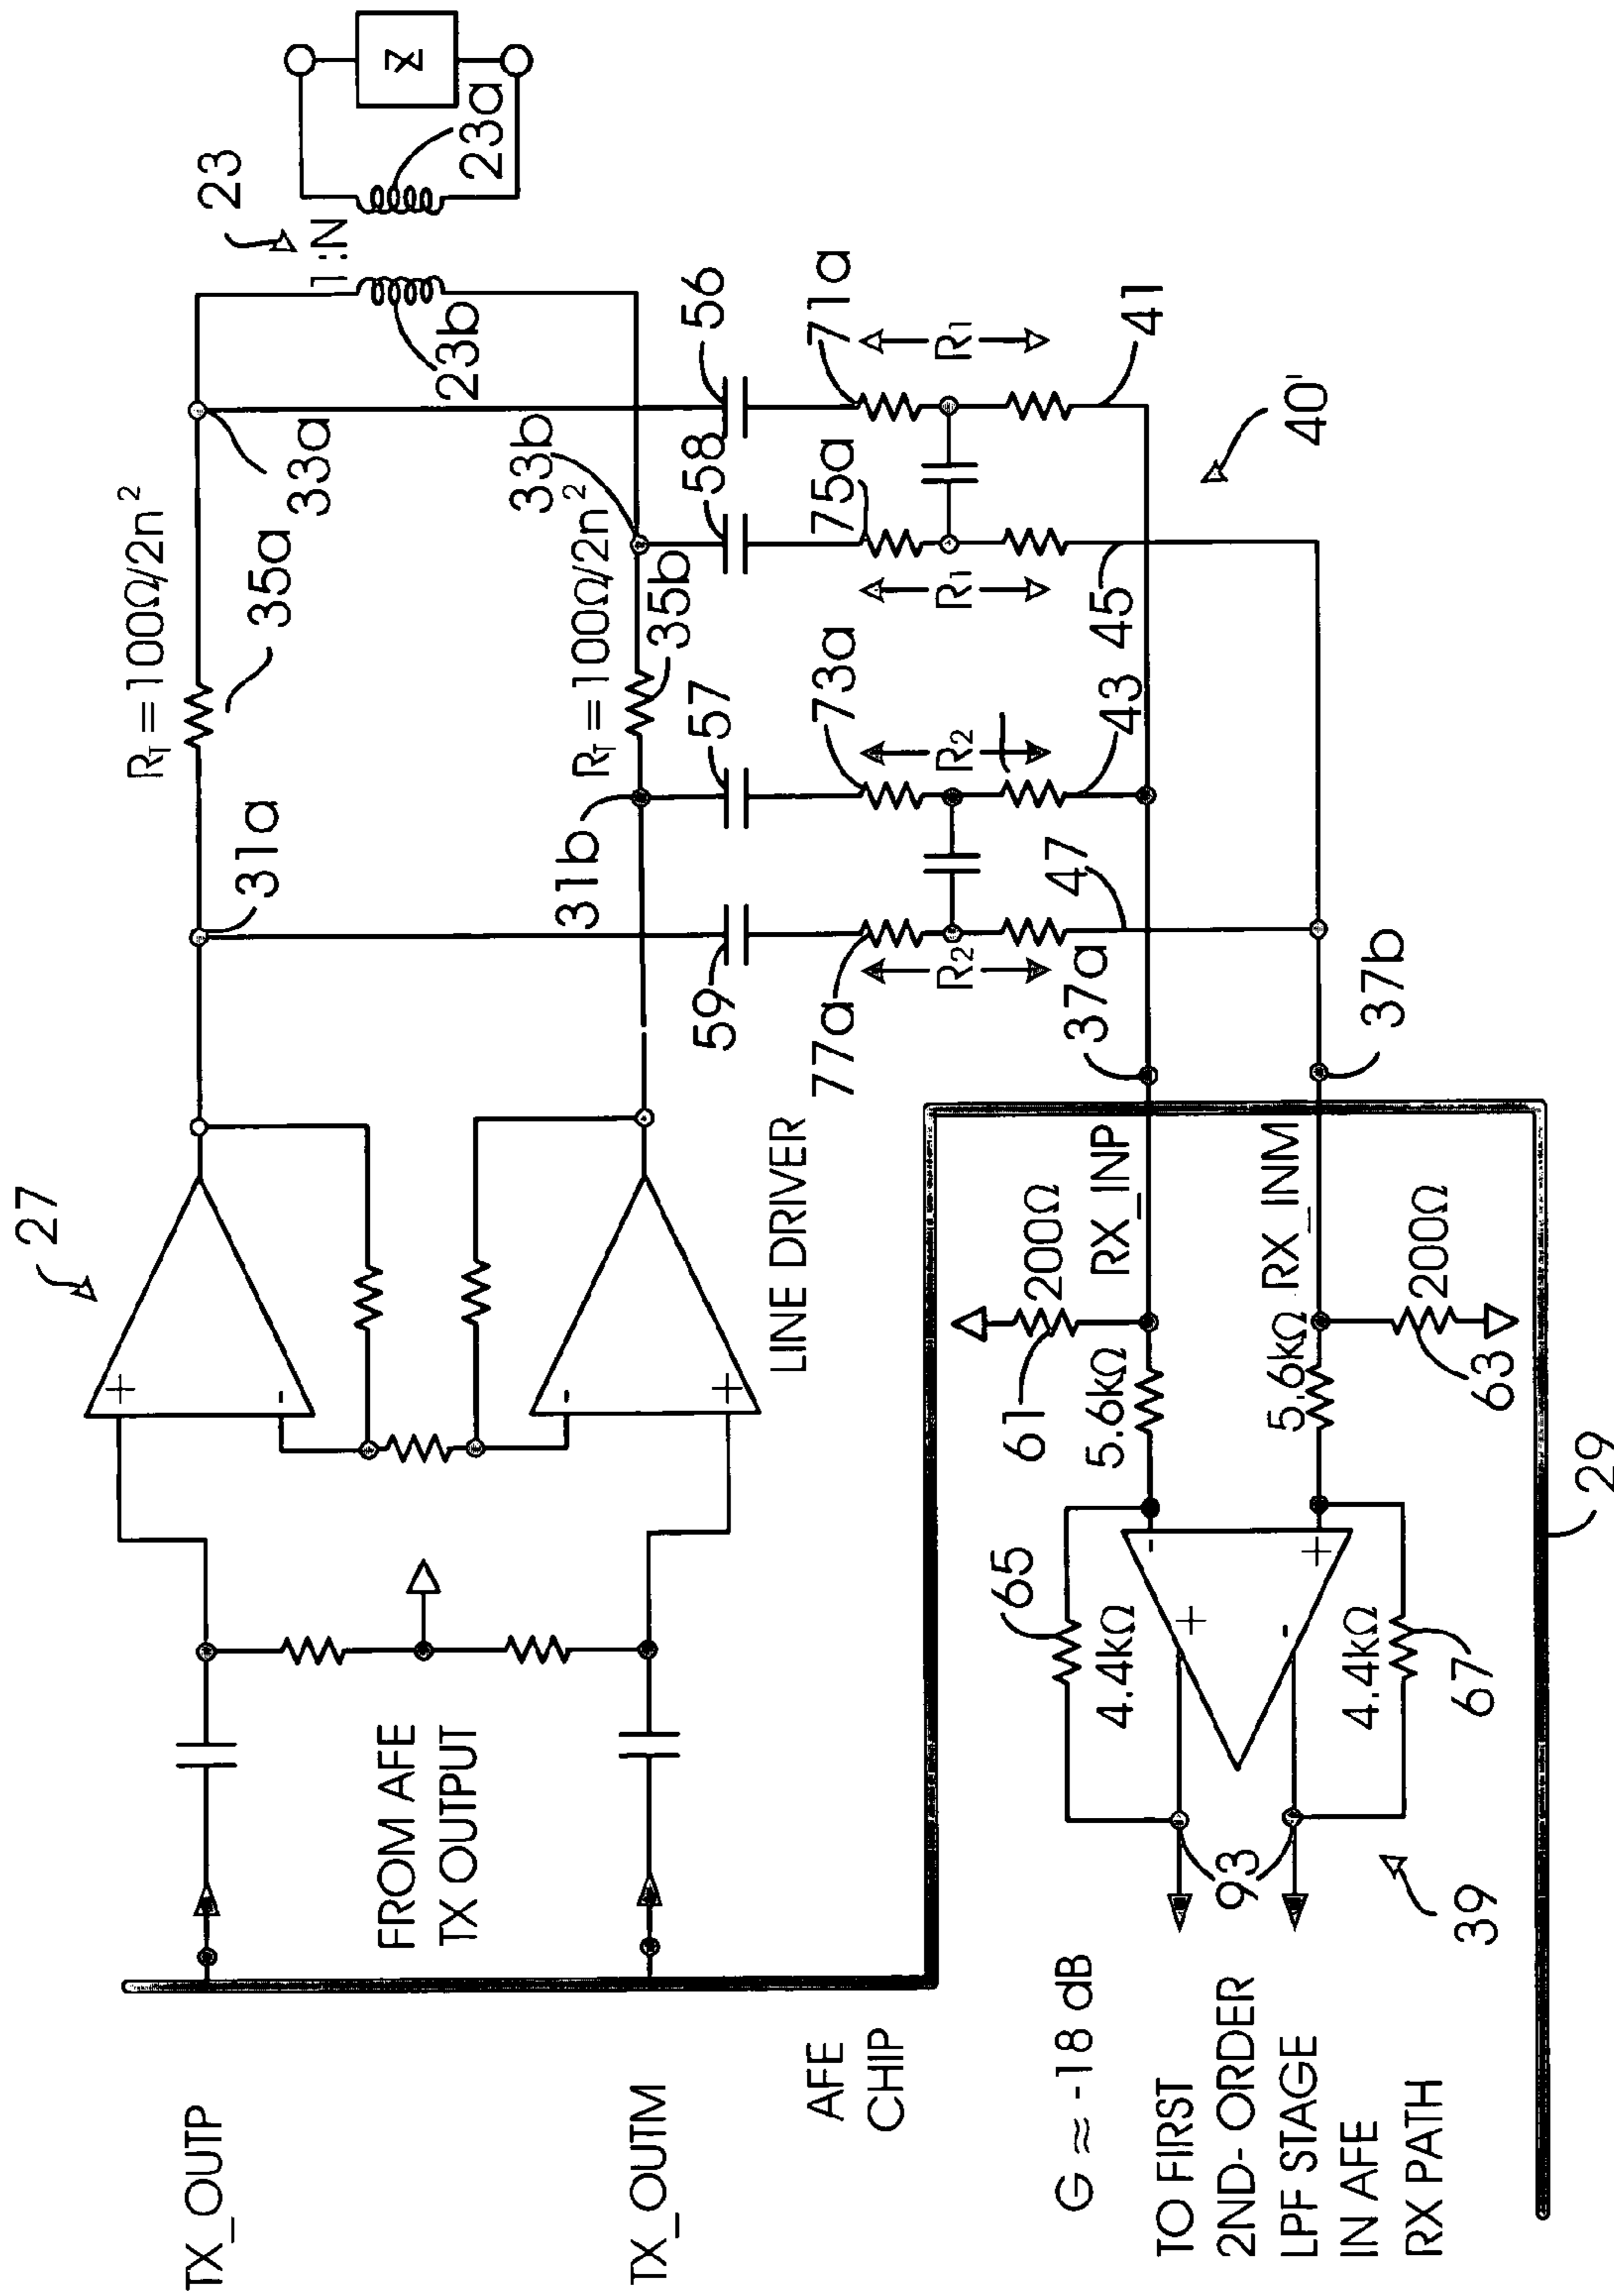 TX_OUTP
TX_OUTM
FROM AFE
TX OUTPUT
27
+
-
-
+
LINE DRIVER
31a
R_T = 100Ω/2n²
35a
33a
23
1:N
23b
23a
Z
31b
R_T = 100Ω/2n²
35b
33b
59
57
58
56
77a
73a
75a
71a
R2
R2
R1
R1
47
43
45
41
40'
37a
37b
AFE
CHIP
G ≈ -18 dB
TO FIRST
2ND- ORDER
LPF STAGE
IN AFE
RX PATH
93
39
65
4.4kΩ
+
-
-
+
4.4kΩ
67
61
5.6kΩ
200Ω
RX_INP
5.6kΩ
RX_INM
200Ω
63
29